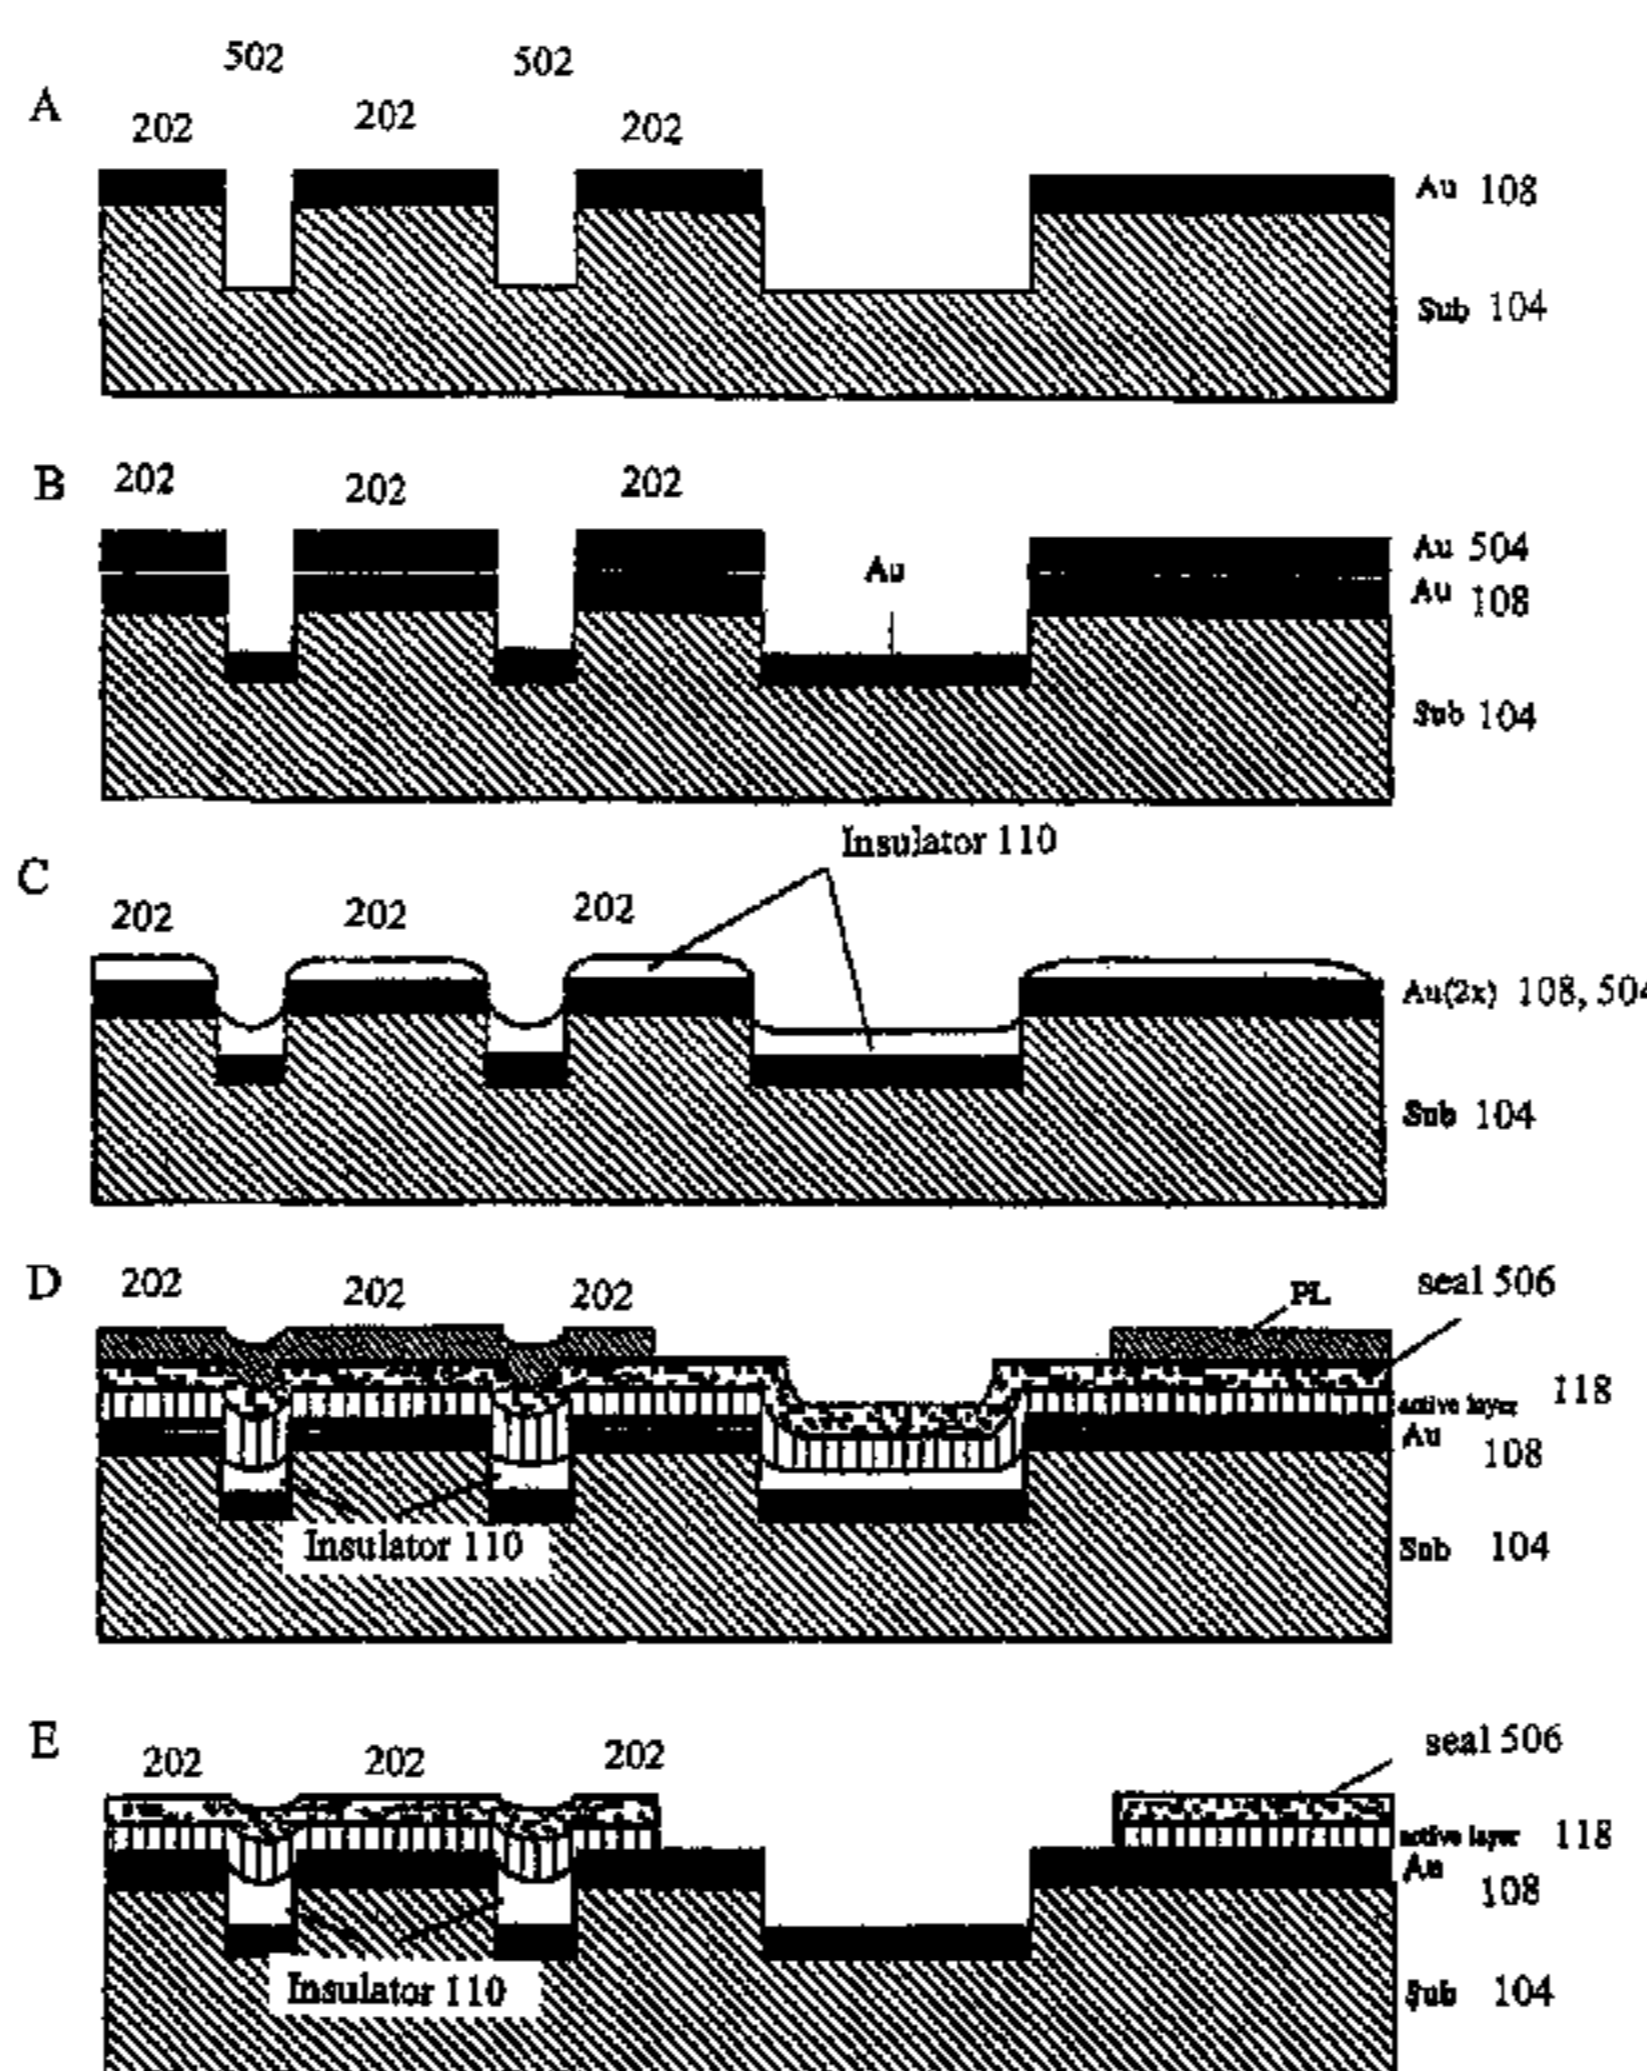 502 502
A
202 202 202
Au 108
Sub 104
B 202 202 202
Au 504
Au
Au 108
Sub 104
Insulator 110
C
202 202 202
Au(2x) 108, 504
Sub 104
D 202 202 202 PL seal 506
active layer 118
Au 108
Insulator 110
Sub 104
E 202 202 202 seal 506
active layer 118
Au 108
Insulator 110
Sub 104